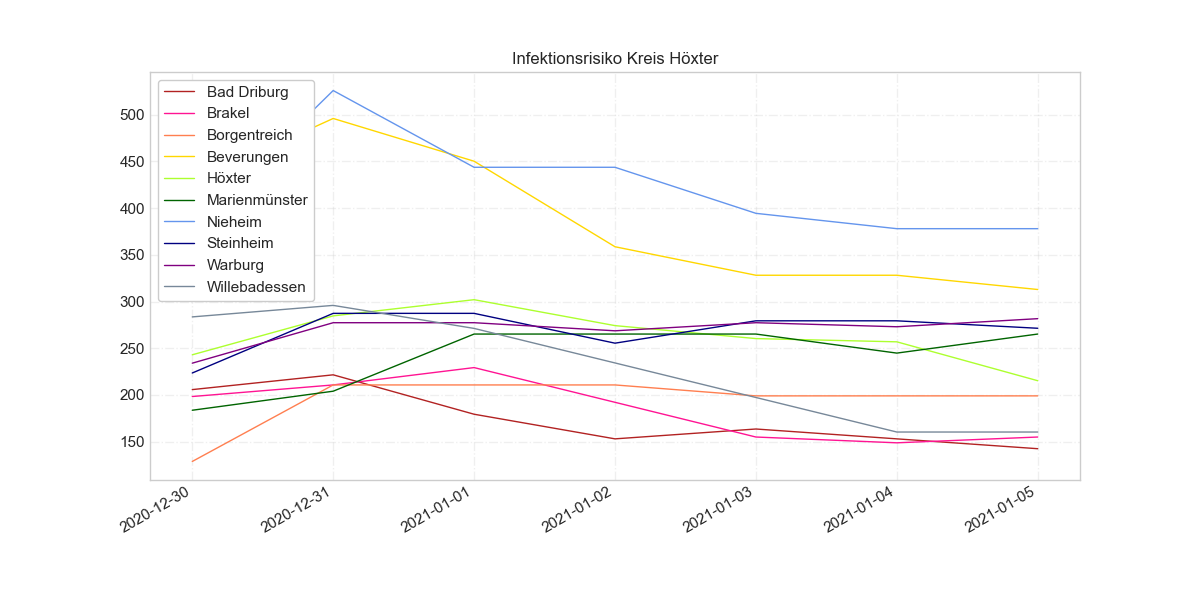 Infektionsrisiko Kreis Höxter
Bad Driburg
Brakel
Borgentreich
Beverungen
Höxter
Marienmünster
Nieheim
Steinheim
Warburg
Willebadessen
500
450
400
350
300
250
200
150
2020-12-30
2020-12-31
2021-01-01
2021-01-02
2021-01-03
2021-01-04
2021-01-05